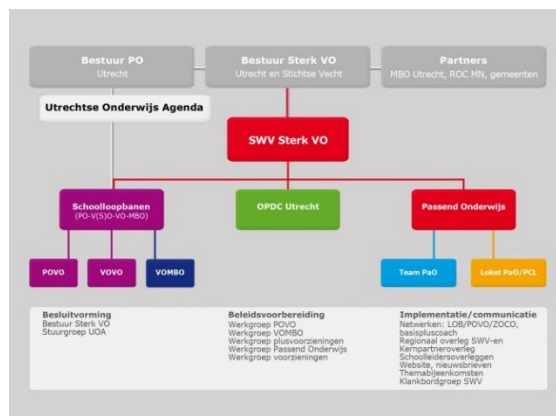 Bestuur PO
Utrecht
Bestuur Sterk VO
Utrecht en Stichtse Vecht
Partners
MBO Utrecht, ROC MN, gemeenten
Utrechtse Onderwijs Agenda
SWV Sterk VO
Schoolloopbanen
(PO-V(S)O-VO-MBO)
OPDC Utrecht
Passend Onderwijs
POVO
VOVO
VOMBO
Team PaO
Loket PaO/PCL
Besluitvorming
Bestuur Sterk VO
Stuurgroep UOA
Beleidsvoorbereiding
Werkgroep POVO
Werkgroep VOMBO
Werkgroep plusvoorzieningen
Werkgroep Passend Onderwijs
Werkgroep voorzieningen
Implementatie/communicatie
Netwerken: LOB/POVO/ZOCO,
basispluscoach
Regionaal overleg SWV-en
Kernpartneroverleg
Schoolleidersoverleggen
Website, nieuwsbrieven
Themabijeenkomsten
Klankbordgroep SWV